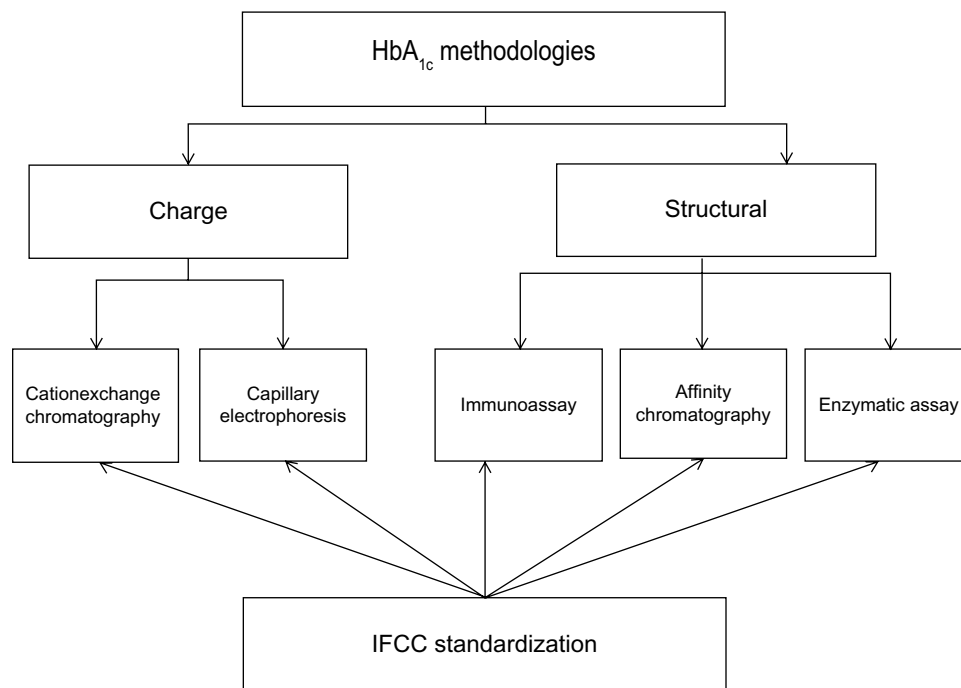 HbA1c methodologies
Charge
Structural
Cationexchange
chromatography
Capillary
electrophoresis
Immunoassay
Affinity
chromatography
Enzymatic assay
IFCC standardization